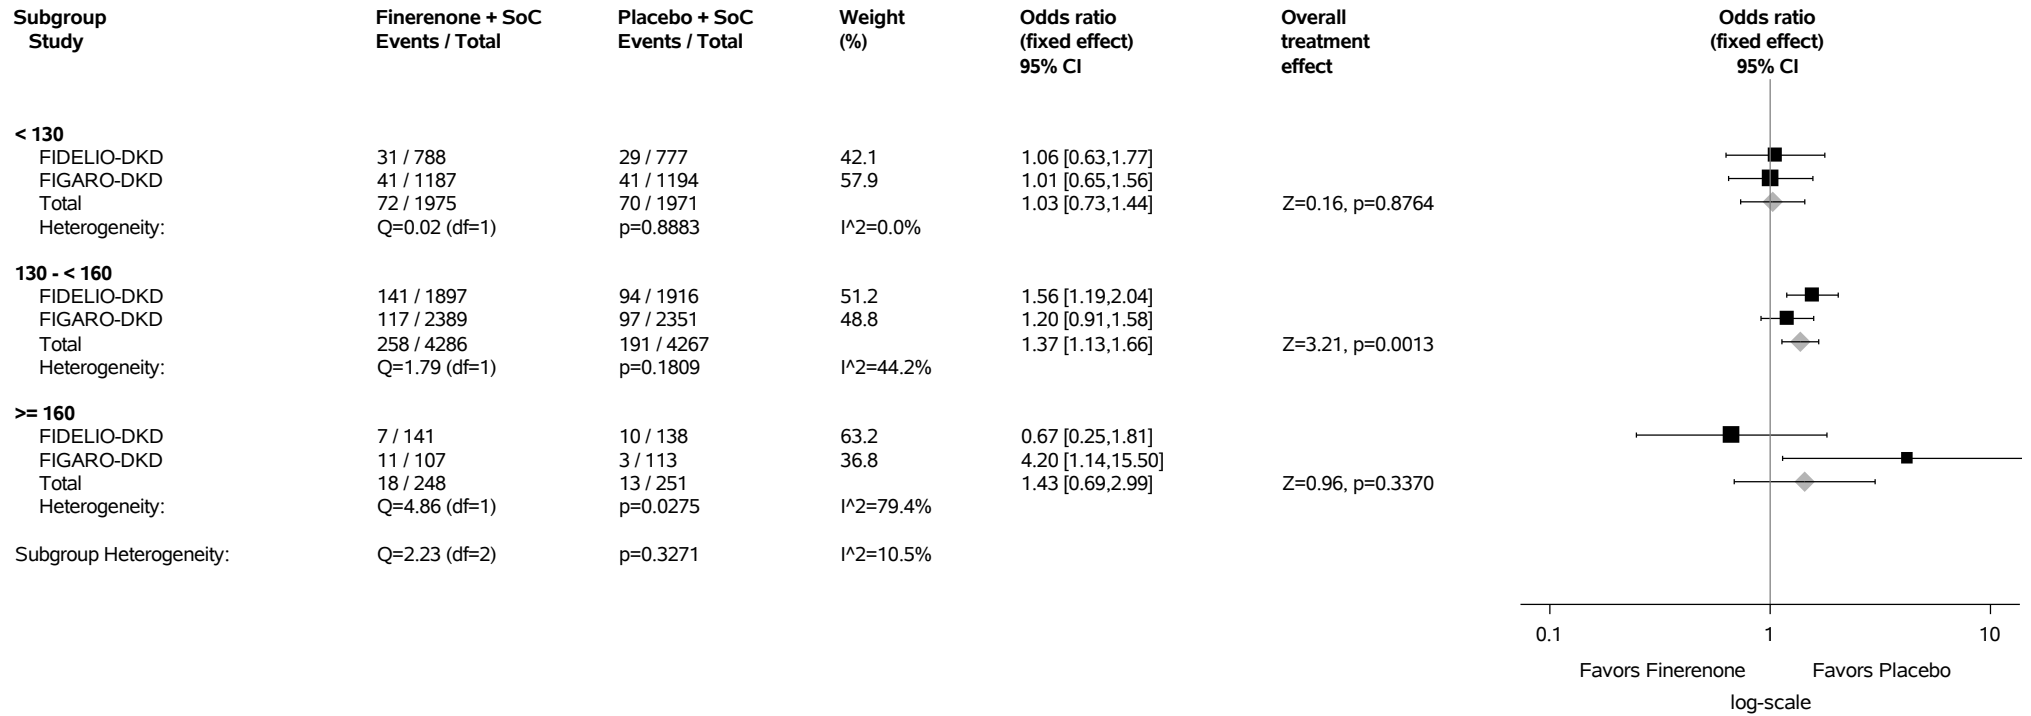 Subgroup Finerenone + SoC Placebo + SoC Weight Odds ratio Overall Odds ratio
Study Events / Total Events / Total (%) (fixed effect) treatment (fixed effect)
95% CI effect 95% CI
< 130
FIDELIO-DKD 31 / 788 29 / 777 42.1 1.06 [0.63,1.77]
FIGARO-DKD 41 / 1187 41 / 1194 57.9 1.01 [0.65,1.56]
Total 72 / 1975 70 / 1971 1.03 [0.73,1.44] Z=0.16, p=0.8764
Heterogeneity: Q=0.02 (df=1) p=0.8883 I^2=0.0%
130 - < 160
FIDELIO-DKD 141 / 1897 94 / 1916 51.2 1.56 [1.19,2.04]
FIGARO-DKD 117 / 2389 97 / 2351 48.8 1.20 [0.91,1.58]
Total 258 / 4286 191 / 4267 1.37 [1.13,1.66] Z=3.21, p=0.0013
Heterogeneity: Q=1.79 (df=1) p=0.1809 I^2=44.2%
>= 160
FIDELIO-DKD 7 / 141 10 / 138 63.2 0.67 [0.25,1.81]
FIGARO-DKD 11 / 107 3 / 113 36.8 4.20 [1.14,15.50]
Total 18 / 248 13 / 251 1.43 [0.69,2.99] Z=0.96, p=0.3370
Heterogeneity: Q=4.86 (df=1) p=0.0275 I^2=79.4%
Subgroup Heterogeneity: Q=2.23 (df=2) p=0.3271 I^2=10.5%
0.1 1 10
Favors Finerenone Favors Placebo
log-scale